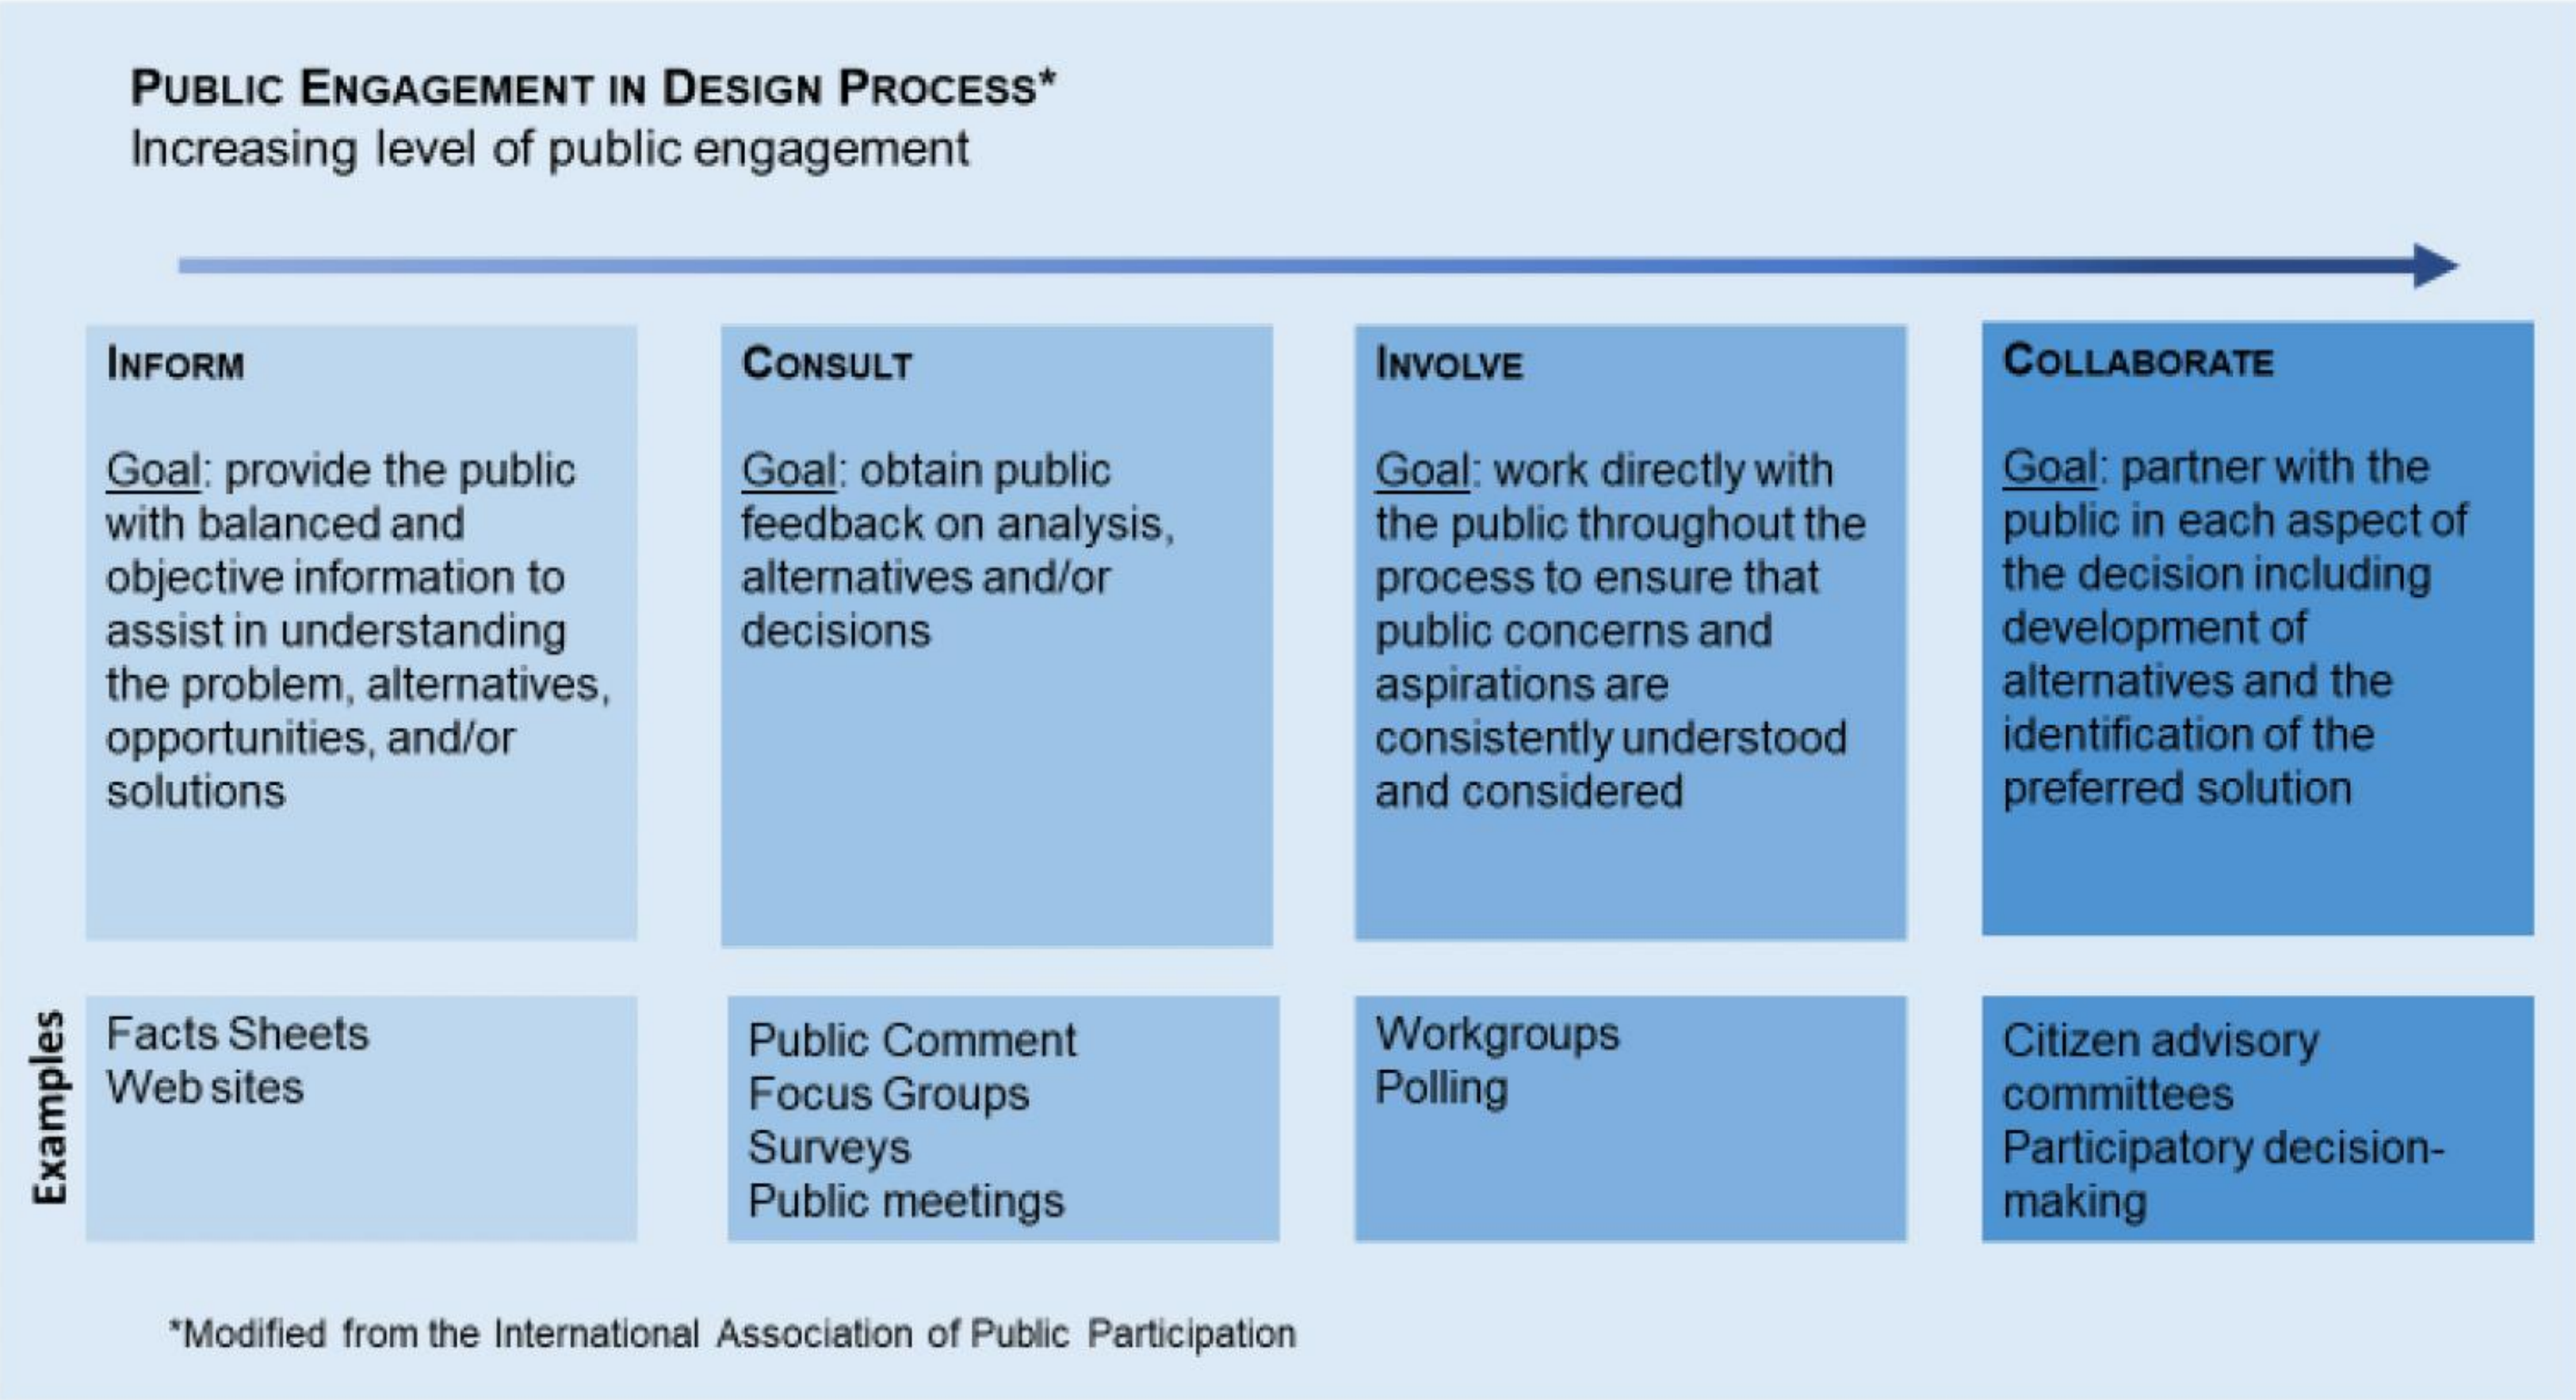 PUBLIC ENGAGEMENT IN DESIGN PROCESS*
Increasing level of public engagement
INFORM
Goal: provide the public
with balanced and
objective information to
assist in understanding
the problem, alternatives,
opportunities, and/or
solutions
CONSULT
Goal: obtain public
feedback on analysis,
alternatives and/or
decisions
INVOLVE
Goal: work directly with
the public throughout the
process to ensure that
public concerns and
aspirations are
consistently understood
and considered
COLLABORATE
Goal: partner with the
public in each aspect of
the decision including
development of
alternatives and the
identification of the
preferred solution
Examples
Facts Sheets
Web sites
Public Comment
Focus Groups
Surveys
Public meetings
Workgroups
Polling
Citizen advisory
committees
Participatory decision-
making
*Modified from the International Association of Public Participation